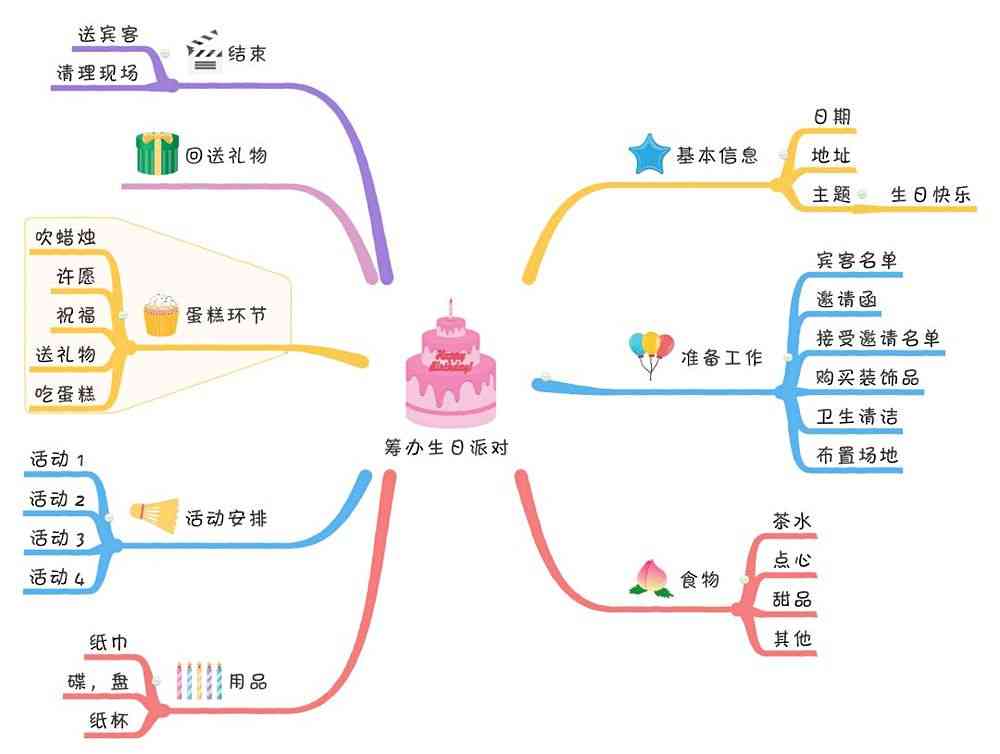 筹办生日派对
Happy
Birthday!
基本信息
日期
地址
主题
生日快乐
准备工作
宾客名单
邀请函
接受邀请名单
购买装饰品
卫生清洁
布置场地
食物
茶水
点心
甜品
其他
用品
纸巾
碟，盘
纸杯
活动安排
活动 1
活动 2
活动 3
活动 4
蛋糕环节
吹蜡烛
许愿
祝福
送礼物
吃蛋糕
回送礼物
结束
送宾客
清理现场